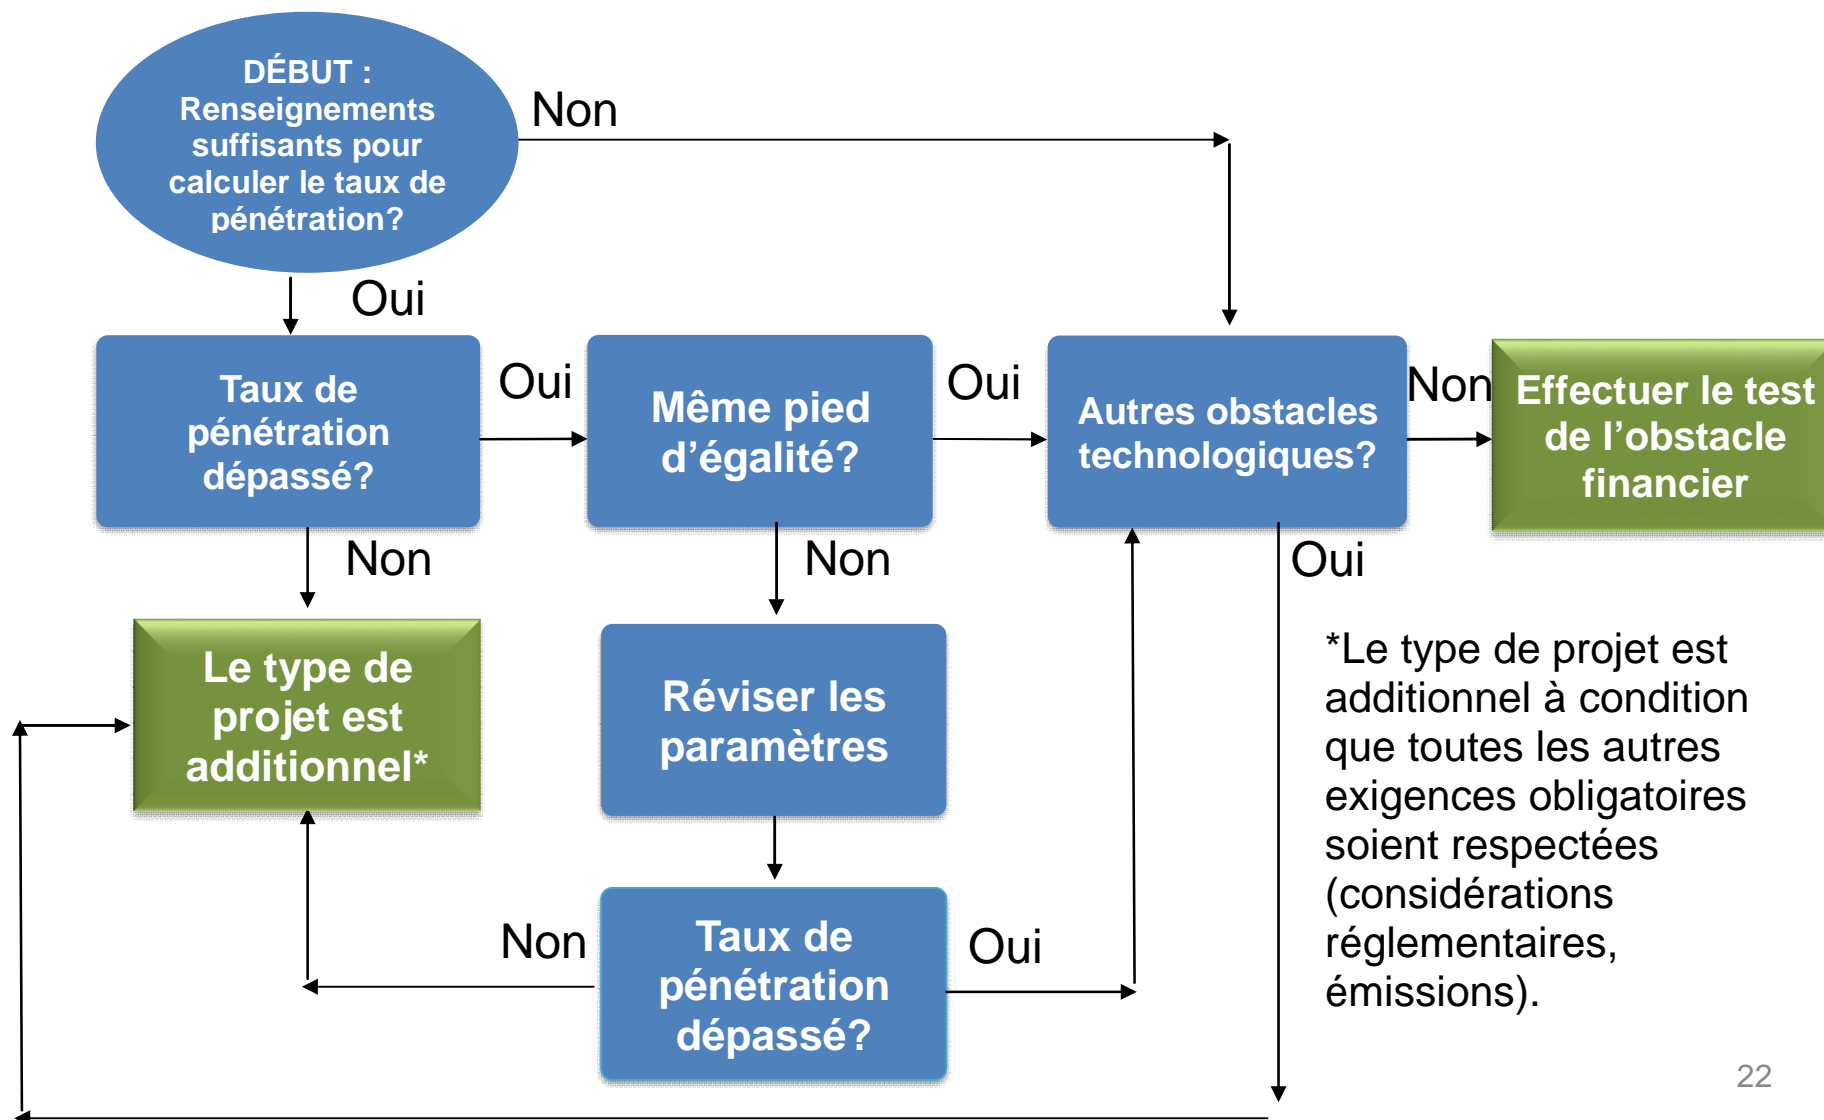 DÉBUT :
Renseignements
suffisants pour
calculer le taux de
pénétration?
Non
Oui
Taux de
pénétration
dépassé?
Oui
Même pied
d’égalité?
Oui
Autres obstacles
technologiques?
Non
Effectuer le test
de l’obstacle
financier
Non
Non
Oui
Le type de
projet est
additionnel*
Réviser les
paramètres
*Le type de projet est
additionnel à condition
que toutes les autres
exigences obligatoires
soient respectées
(considérations
réglementaires,
émissions).
Non
Taux de
pénétration
dépassé?
Oui
22